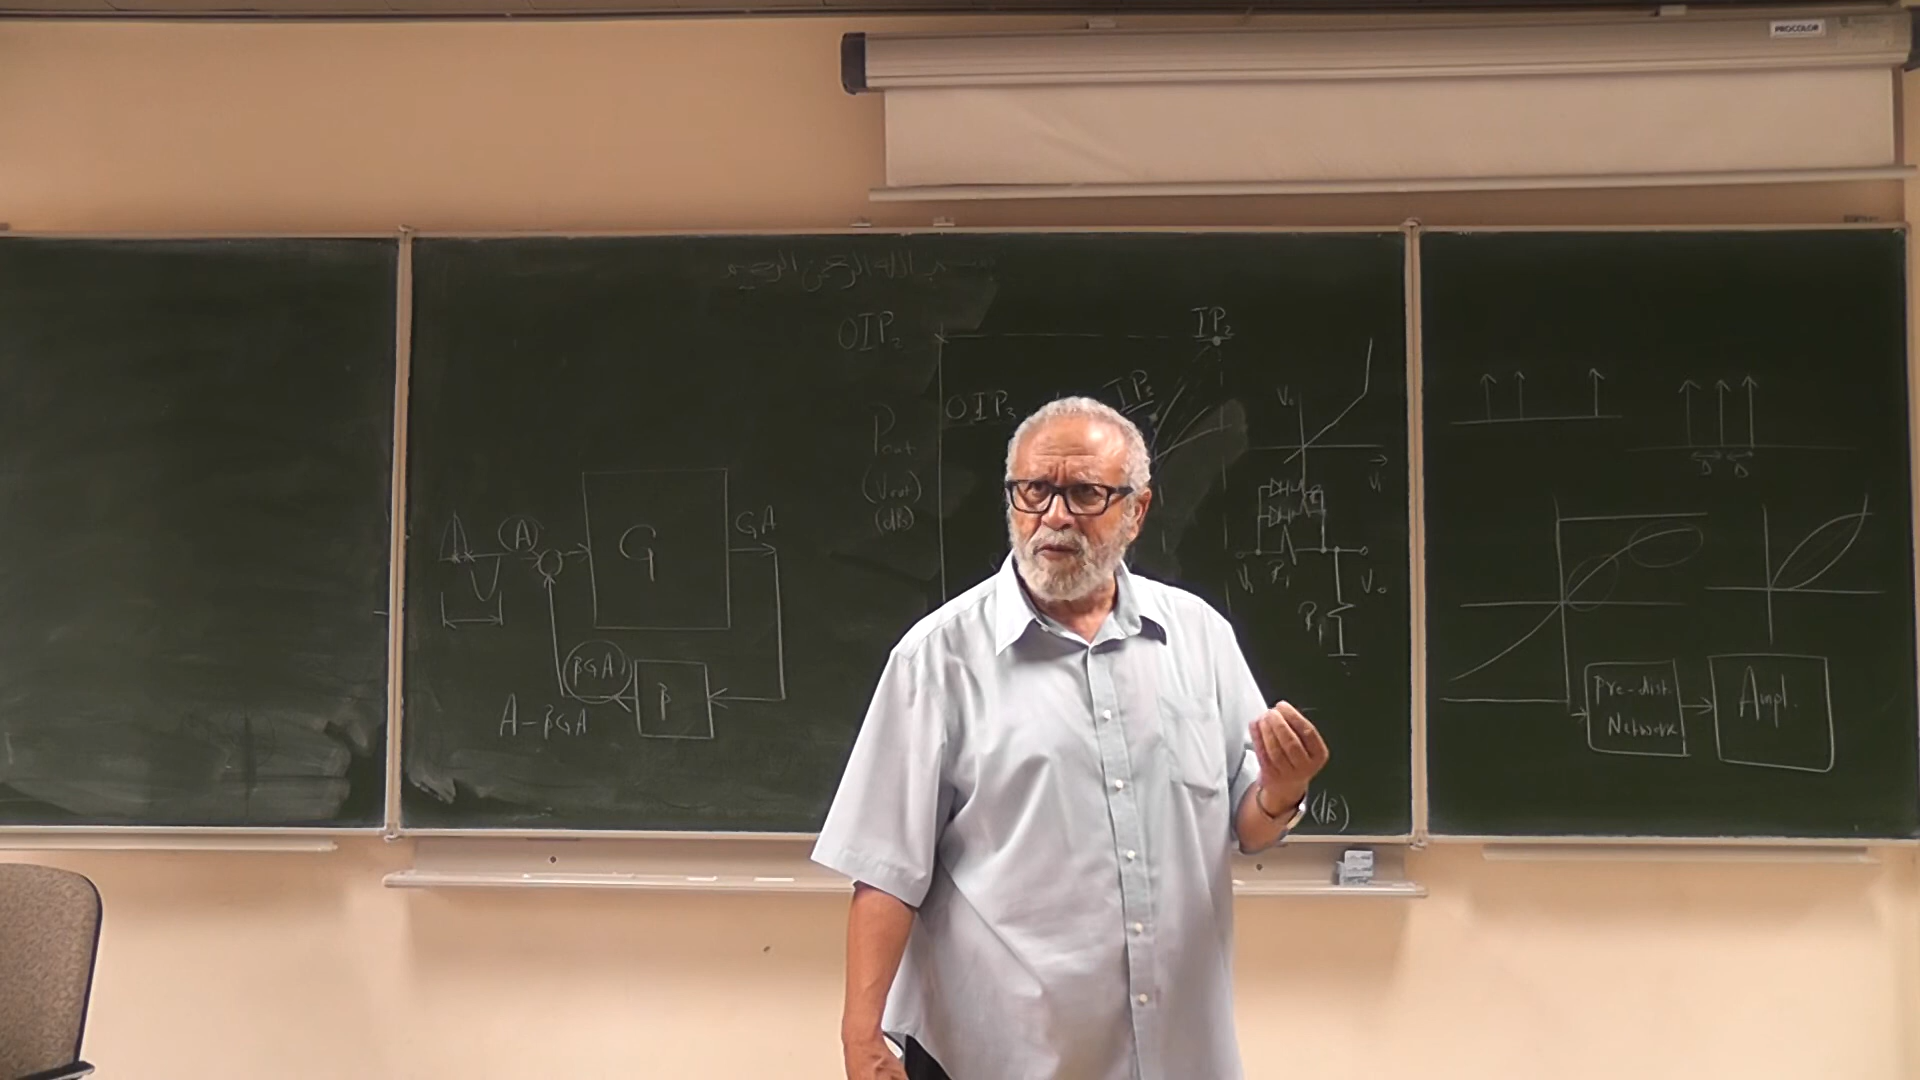 PROCOLOR
بسم الله الرحمن الرحيم
OIP₂
IP₂
OIP₃
IP₃
Pout
(Vout)
(dB)
(dB)
Vo
Vi
Vi
R₁
Vo
(A)
G
GA
(βGA)
β
A-βGA
Δ Δ
Pre-dist.
Network
Ampl.